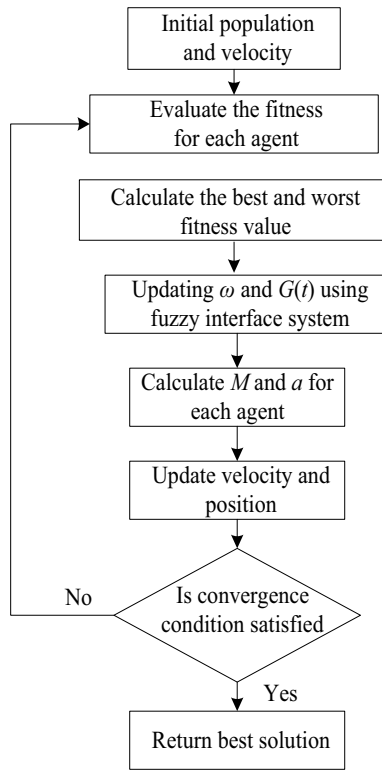 Initial population
and velocity
Evaluate the fitness
for each agent
Calculate the best and worst
fitness value
Updating ω and G(t) using
fuzzy interface system
Calculate M and a for
each agent
Update velocity and
position
Is convergence
condition satisfied
No
Yes
Return best solution